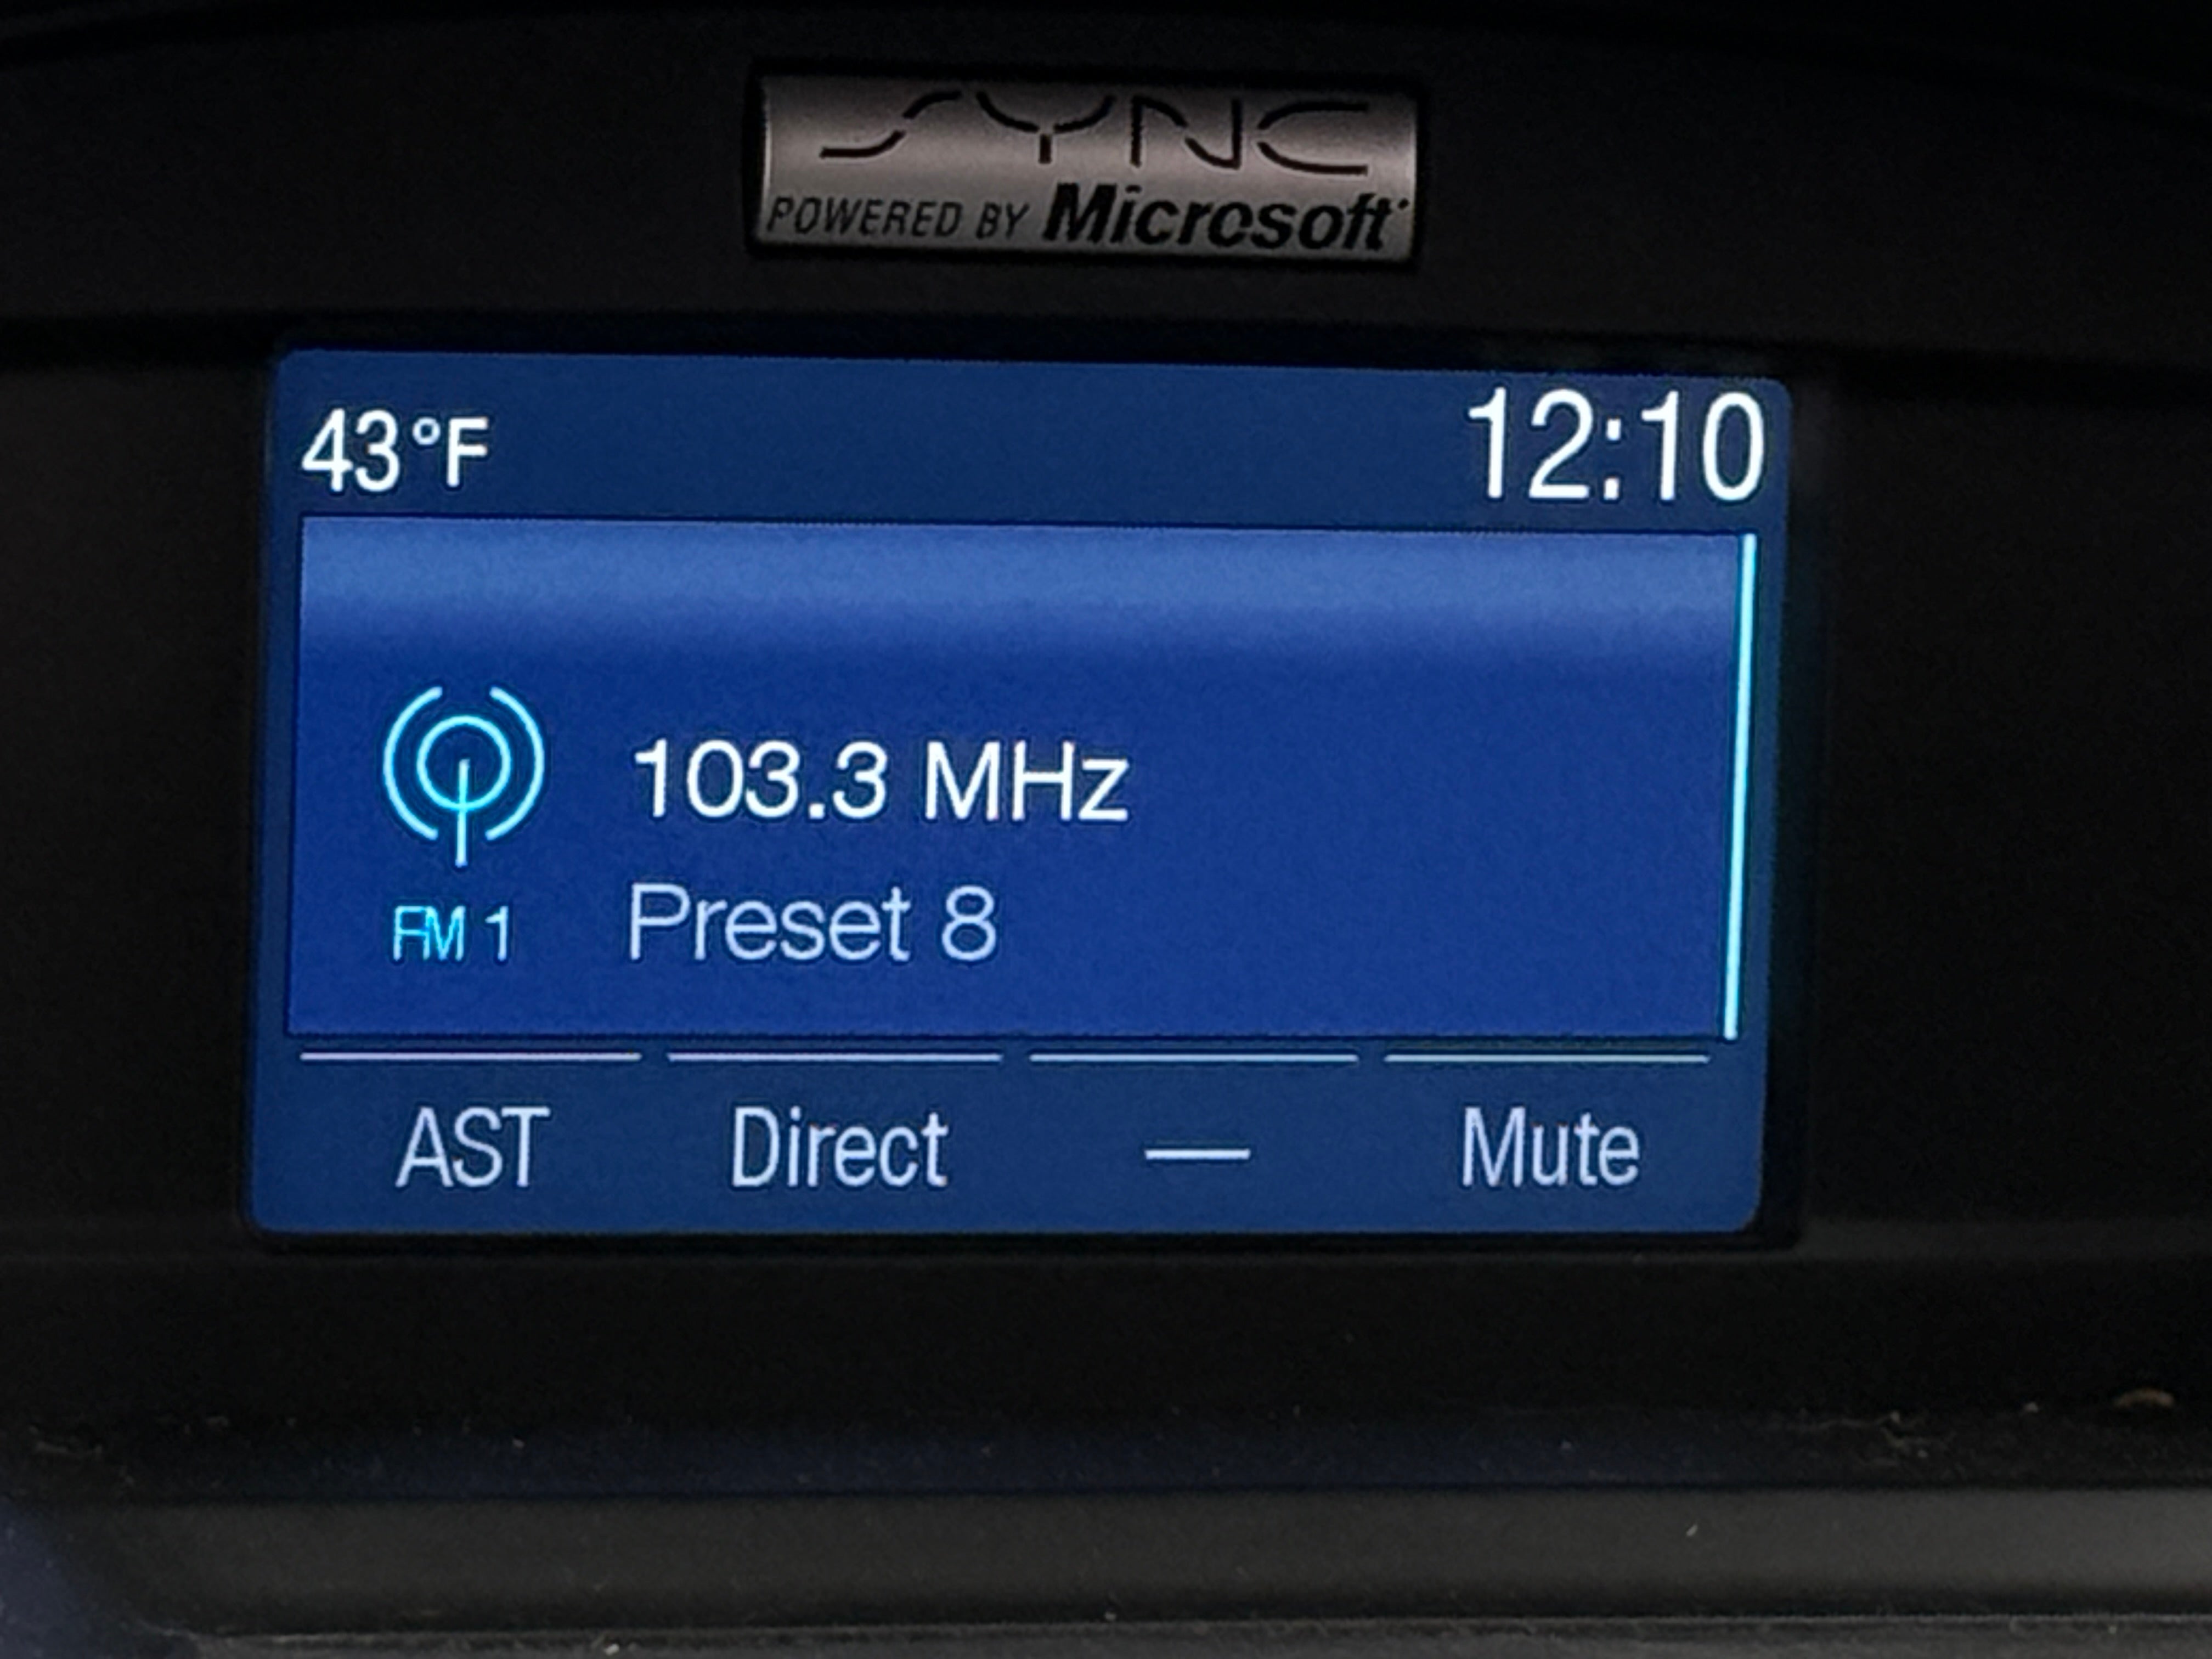 SYNC
POWERED BY Microsoft
43°F 12:10
103.3 MHz
FM 1 Preset 8
AST Direct — Mute